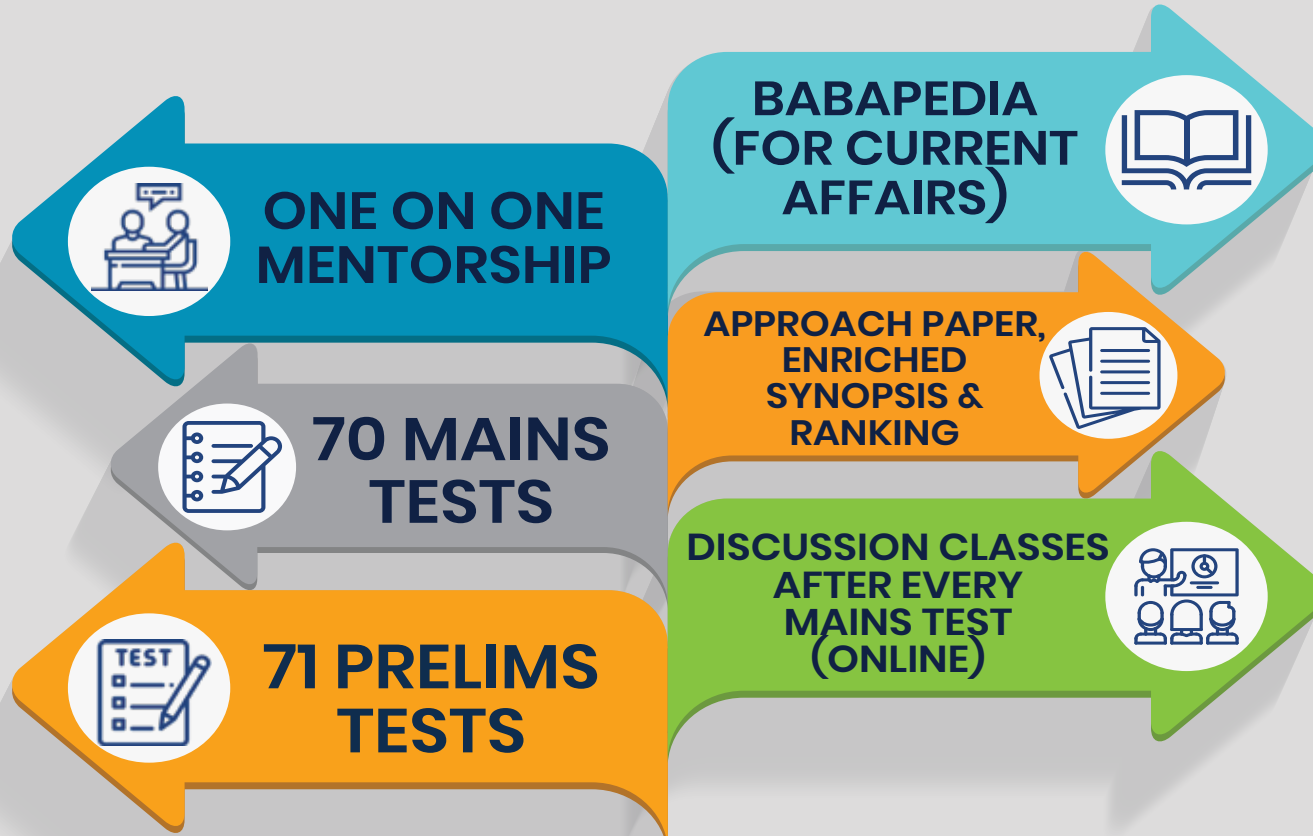 ONE ON ONE
MENTORSHIP
70 MAINS
TESTS
TEST
71 PRELIMS
TESTS
BABAPEDIA
(FOR CURRENT
AFFAIRS)
APPROACH PAPER,
ENRICHED
SYNOPSIS &
RANKING
DISCUSSION CLASSES
AFTER EVERY
MAINS TEST
(ONLINE)